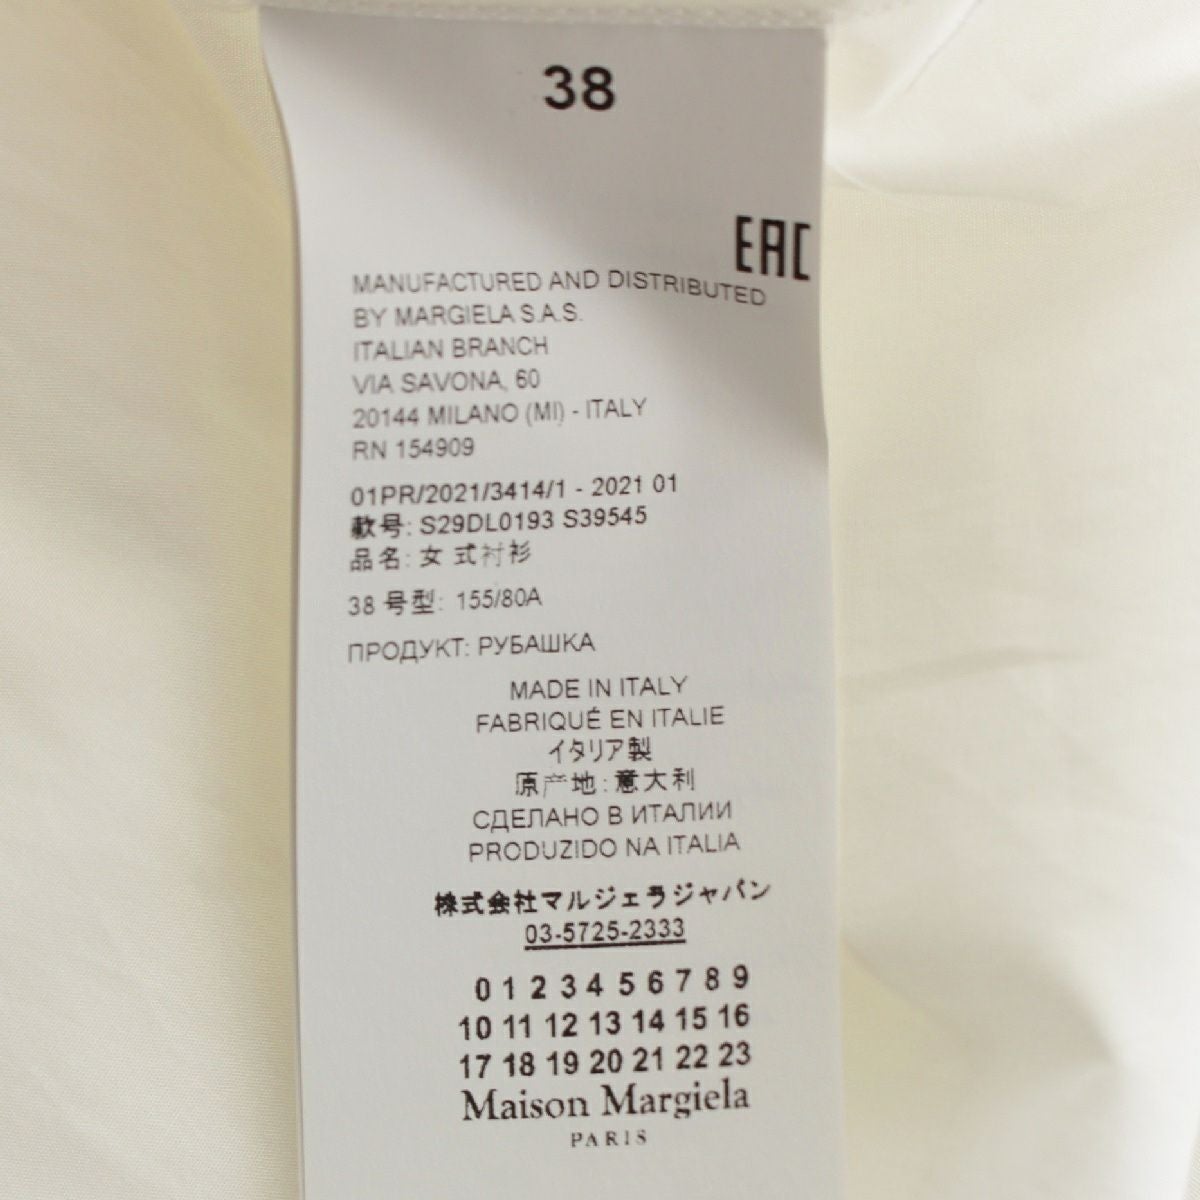 38
EAC
MANUFACTURED AND DISTRIBUTED
BY MARGIELA S.A.S.
ITALIAN BRANCH
VIA SAVONA, 60
20144 MILANO (MI) - ITALY
RN 154909
01PR/2021/3414/1 - 2021 01
款号: S29DL0193 S39545
品名: 女式衬衫
38 号型: 155/80A
ПРОДУКТ: РУБАШКА
MADE IN ITALY
FABRIQUÉ EN ITALIE
イタリア製
原产地: 意大利
СДЕЛАНО В ИТАЛИИ
PRODUZIDO NA ITALIA
株式会社マルジェラジャパン
03-5725-2333
0 1 2 3 4 5 6 7 8 9
10 11 12 13 14 15 16
17 18 19 20 21 22 23
Maison Margiela
PARIS